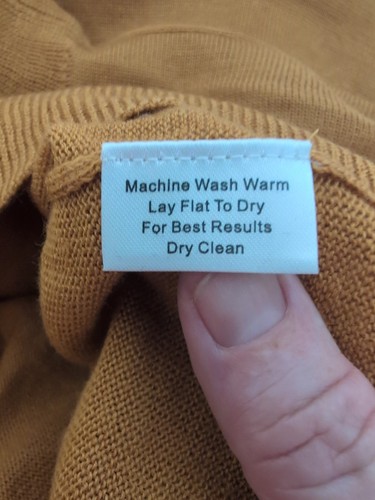 Machine Wash Warm
Lay Flat To Dry
For Best Results
Dry Clean